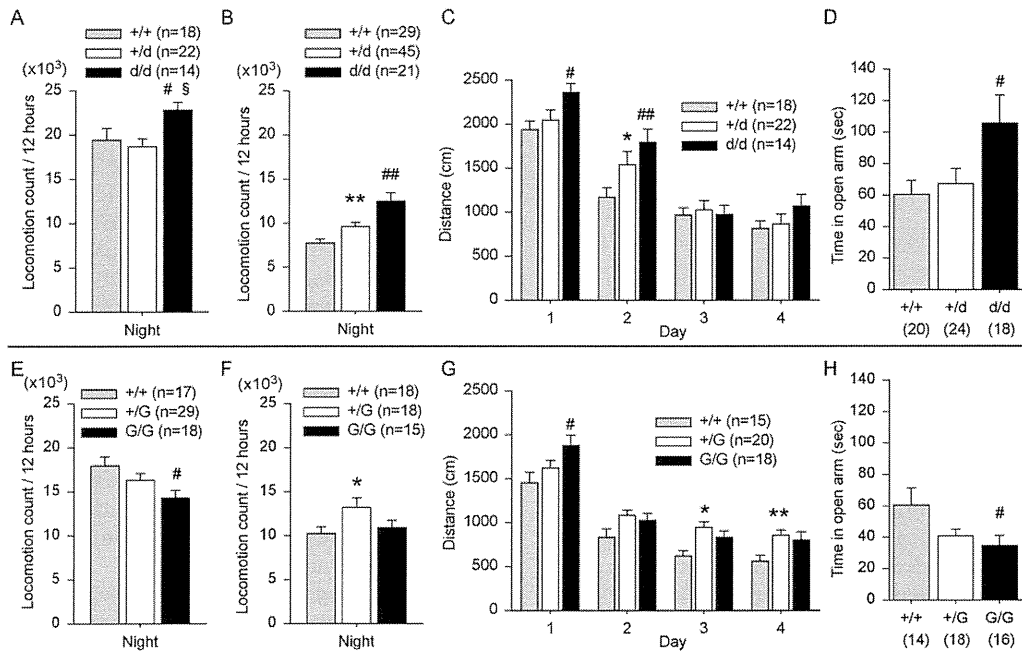 A
+/+ (n=18)
+/d (n=22)
d/d (n=14)
(x10³)
25
20
15
10
5
0
Locomotion count / 12 hours
# §
Night
B
+/+ (n=29)
+/d (n=45)
d/d (n=21)
(x10³)
25
20
15
10
5
0
Locomotion count / 12 hours
**
##
Night
C
+/+ (n=18)
+/d (n=22)
d/d (n=14)
2500
2000
1500
1000
500
0
Distance (cm)
#
*
##
1
2
3
4
Day
D
140
120
100
80
60
40
20
0
Time in open arm (sec)
#
+/+ +/d d/d
(20) (24) (18)
E
+/+ (n=17)
+/G (n=29)
G/G (n=18)
(x10³)
25
20
15
10
5
0
Locomotion count / 12 hours
#
Night
F
+/+ (n=18)
+/G (n=18)
G/G (n=15)
(x10³)
25
20
15
10
5
0
Locomotion count / 12 hours
*
Night
G
+/+ (n=15)
+/G (n=20)
G/G (n=18)
2500
2000
1500
1000
500
0
Distance (cm)
#
*
**
1
2
3
4
Day
H
140
120
100
80
60
40
20
0
Time in open arm (sec)
#
+/+ +/G G/G
(14) (18) (16)